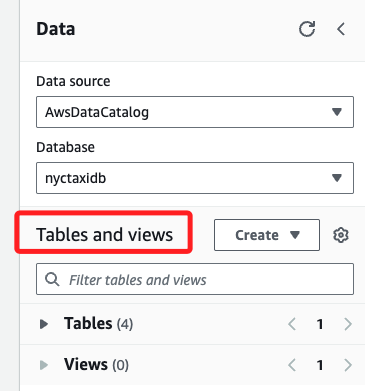 Data
Data source
AwsDataCatalog
Database
nyctaxidb
Tables and views
Create
Filter tables and views
Tables (4)
1
Views (0)
1